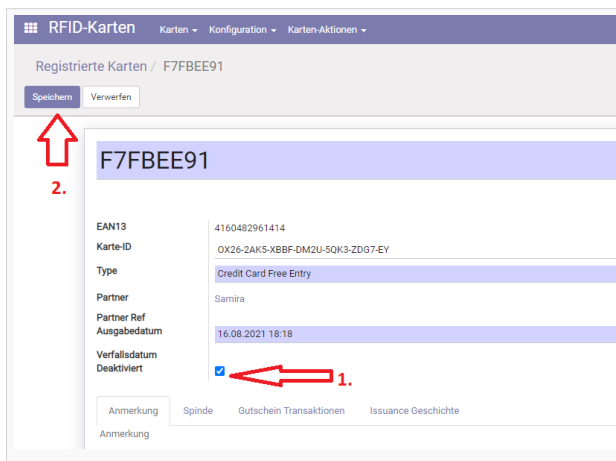 RFID-Karten Karten Konfiguration Karten-Aktionen
Registrierte Karten / F7FBEE91
Speichern Verwerfen
F7FBEE91
2.
EAN13 4160482961414
Karte-ID OX26-2AK5-XBBF-DM2U-5QK3-ZDG7-EY
Type Credit Card Free Entry
Partner Samira
Partner Ref
Ausgabedatum 16.08.2021 18:18
Verfallsdatum
Deaktiviert 1.
Anmerkung Spinde Gutschein Transaktionen Issuance Geschichte
Anmerkung